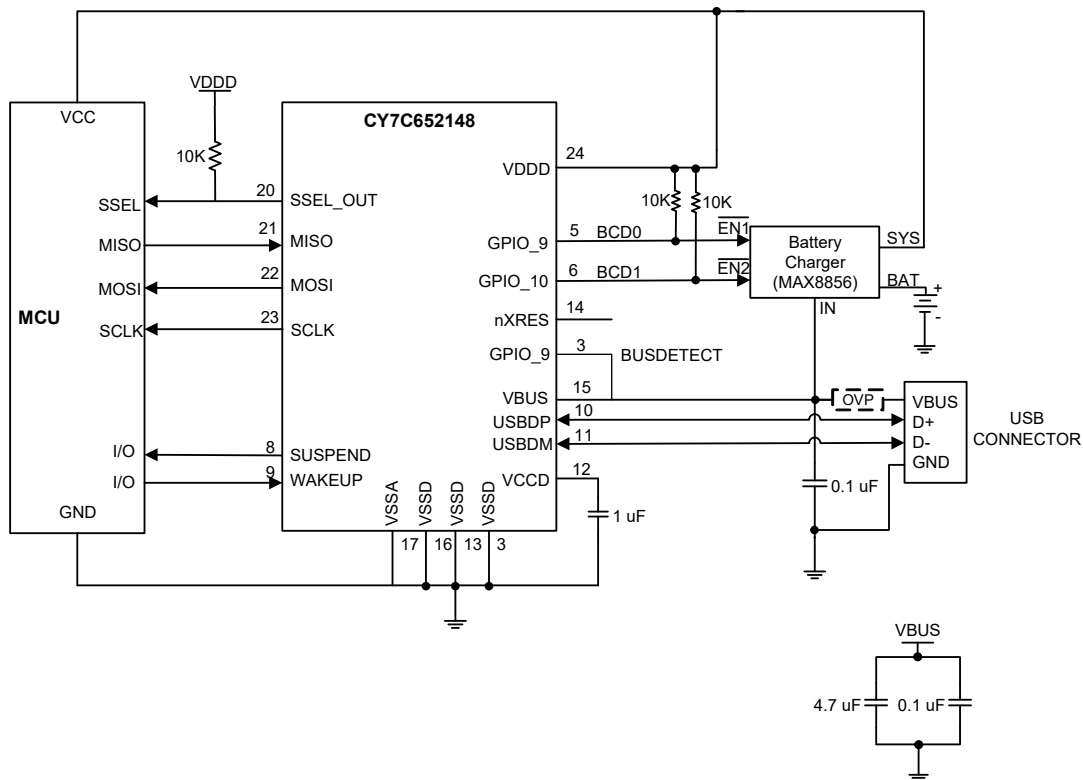 VDDD
VCC
CY7C652148
10K
VDDD
24
SSEL
20
SSEL_OUT
10K
10K
MISO
21
MISO
GPIO_9
5
BCD0
EN1
Battery
Charger
(MAX8856)
SYS
MOSI
22
MOSI
GPIO_10
6
BCD1
EN2
BAT
+
-
IN
MCU
SCLK
23
SCLK
nXRES
14
GPIO_9
3
BUSDETECT
VBUS
15
OVP
VBUS
USBDP
10
D+
USB
CONNECTOR
USBDM
11
D-
GND
I/O
8
SUSPEND
I/O
9
WAKEUP
VCCD
12
0.1 uF
GND
VSSA
VSSD
VSSD
VSSD
1 uF
17
16
13
3
VBUS
4.7 uF
0.1 uF